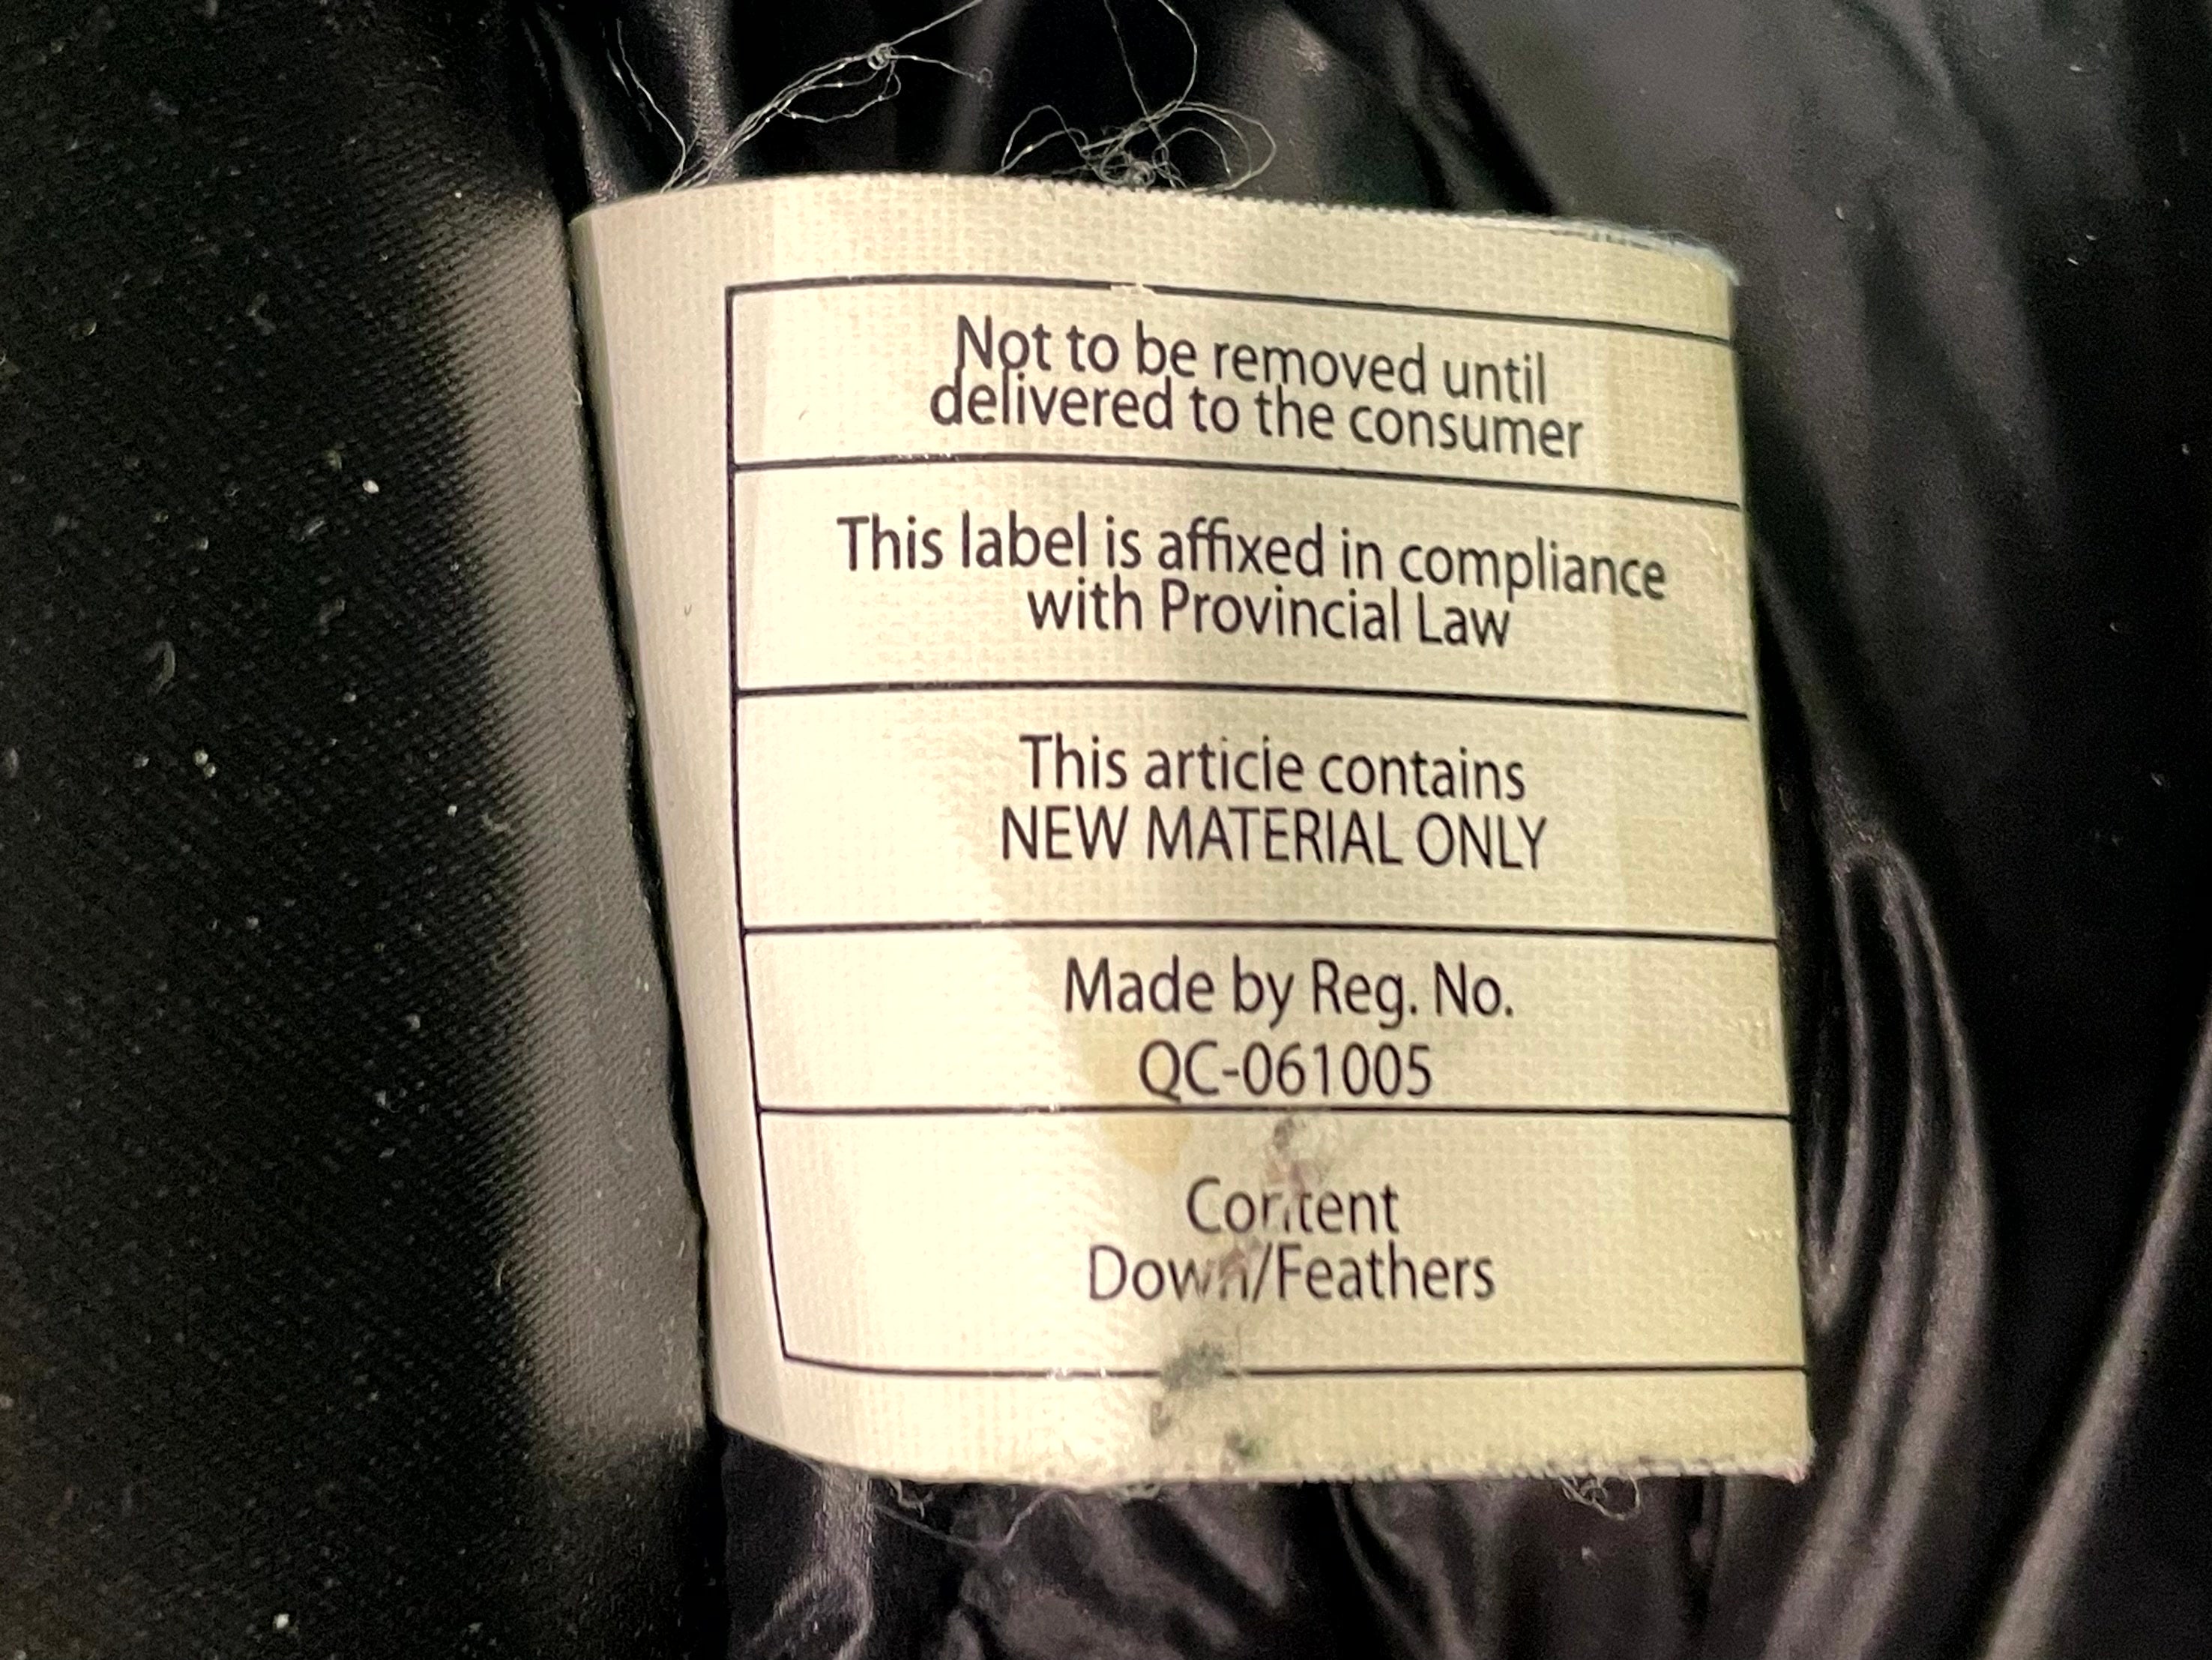 Not to be removed until
delivered to the consumer
This label is affixed in compliance
with Provincial Law
This articie contains
NEW MATERIAL ONLY
Made by Reg. No.
QC-061005
Content
Down/Feathers